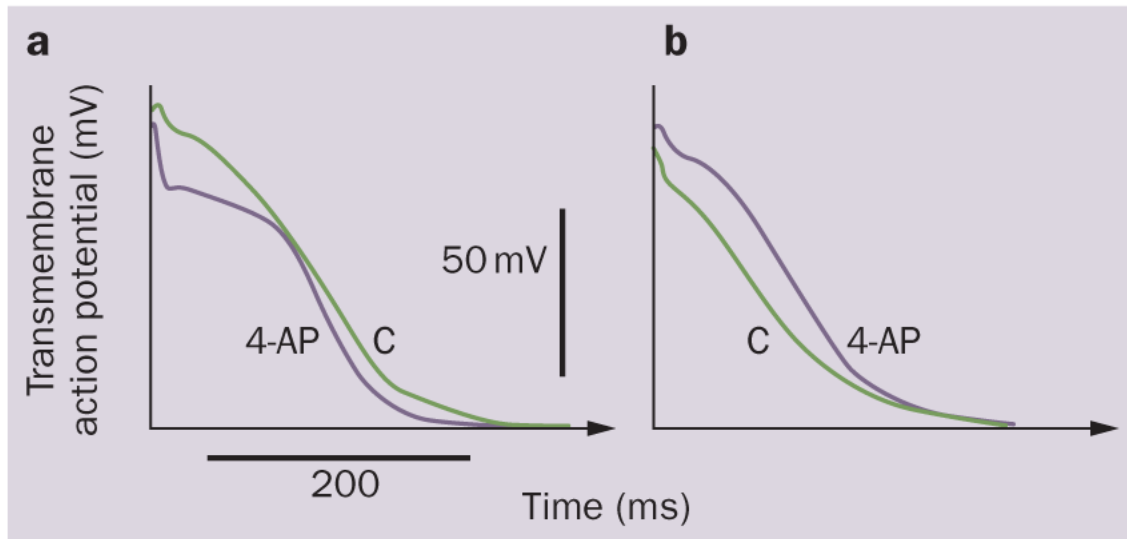 a
b
Transmembrane
action potential (mV)
50 mV
4-AP
C
C
4-AP
200
Time (ms)